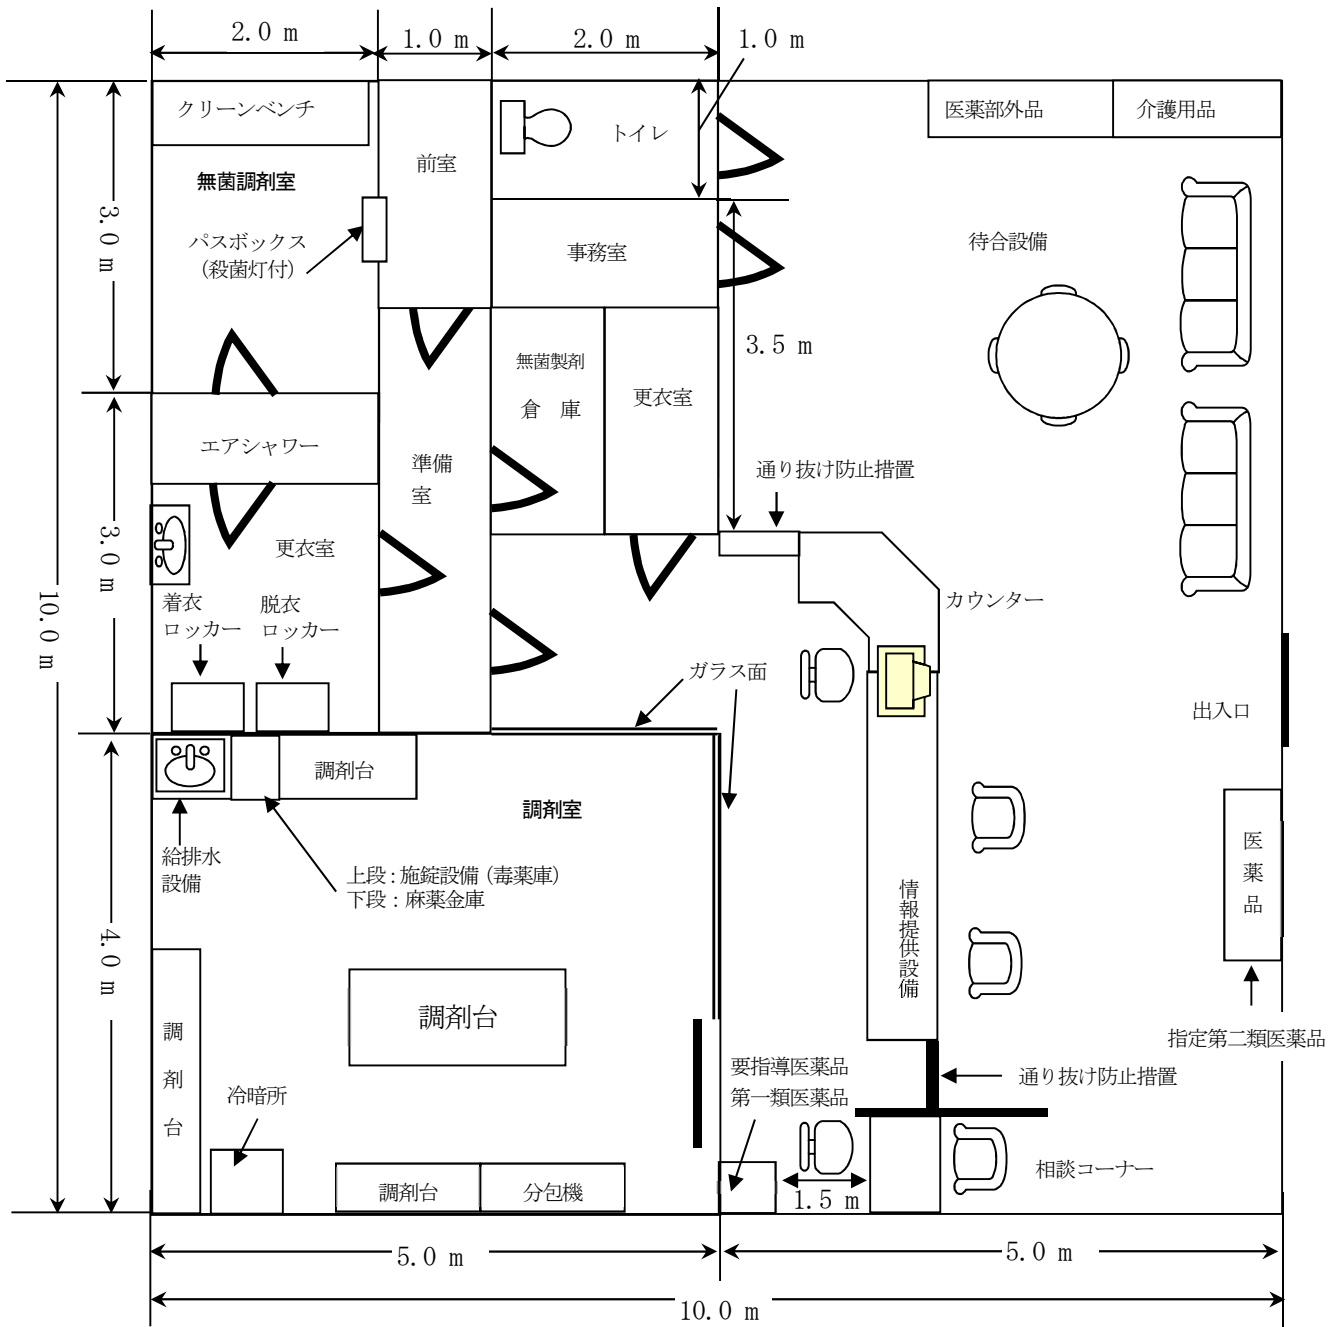 2.0 m
1.0 m
2.0 m
1.0 m
クリーンベンチ
前室
トイレ
医薬部外品
介護用品
無菌調剤室
パスボックス
(殺菌灯付)
事務室
待合設備
3.0 m
3.5 m
無菌製剤
倉 庫
更衣室
エアシャワー
準備
室
通り抜け防止措置
更衣室
3.0 m
着衣
ロッカー
脱衣
ロッカー
カウンター
10.0 m
ガラス面
出入口
調剤台
調剤室
給排水
設備
上段:施錠設備(毒薬庫)
下段:麻薬金庫
医薬品
情報提供設備
4.0 m
調剤台
調剤台
指定第二類医薬品
冷暗所
要指導医薬品
第一類医薬品
通り抜け防止措置
調剤台
分包機
1.5 m
相談コーナー
5.0 m
5.0 m
10.0 m